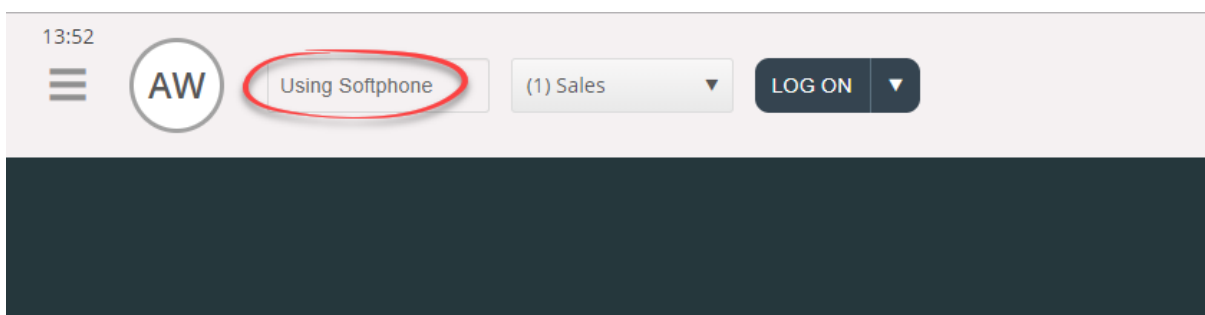 13:52
AW
Using Softphone
(1) Sales
LOG ON